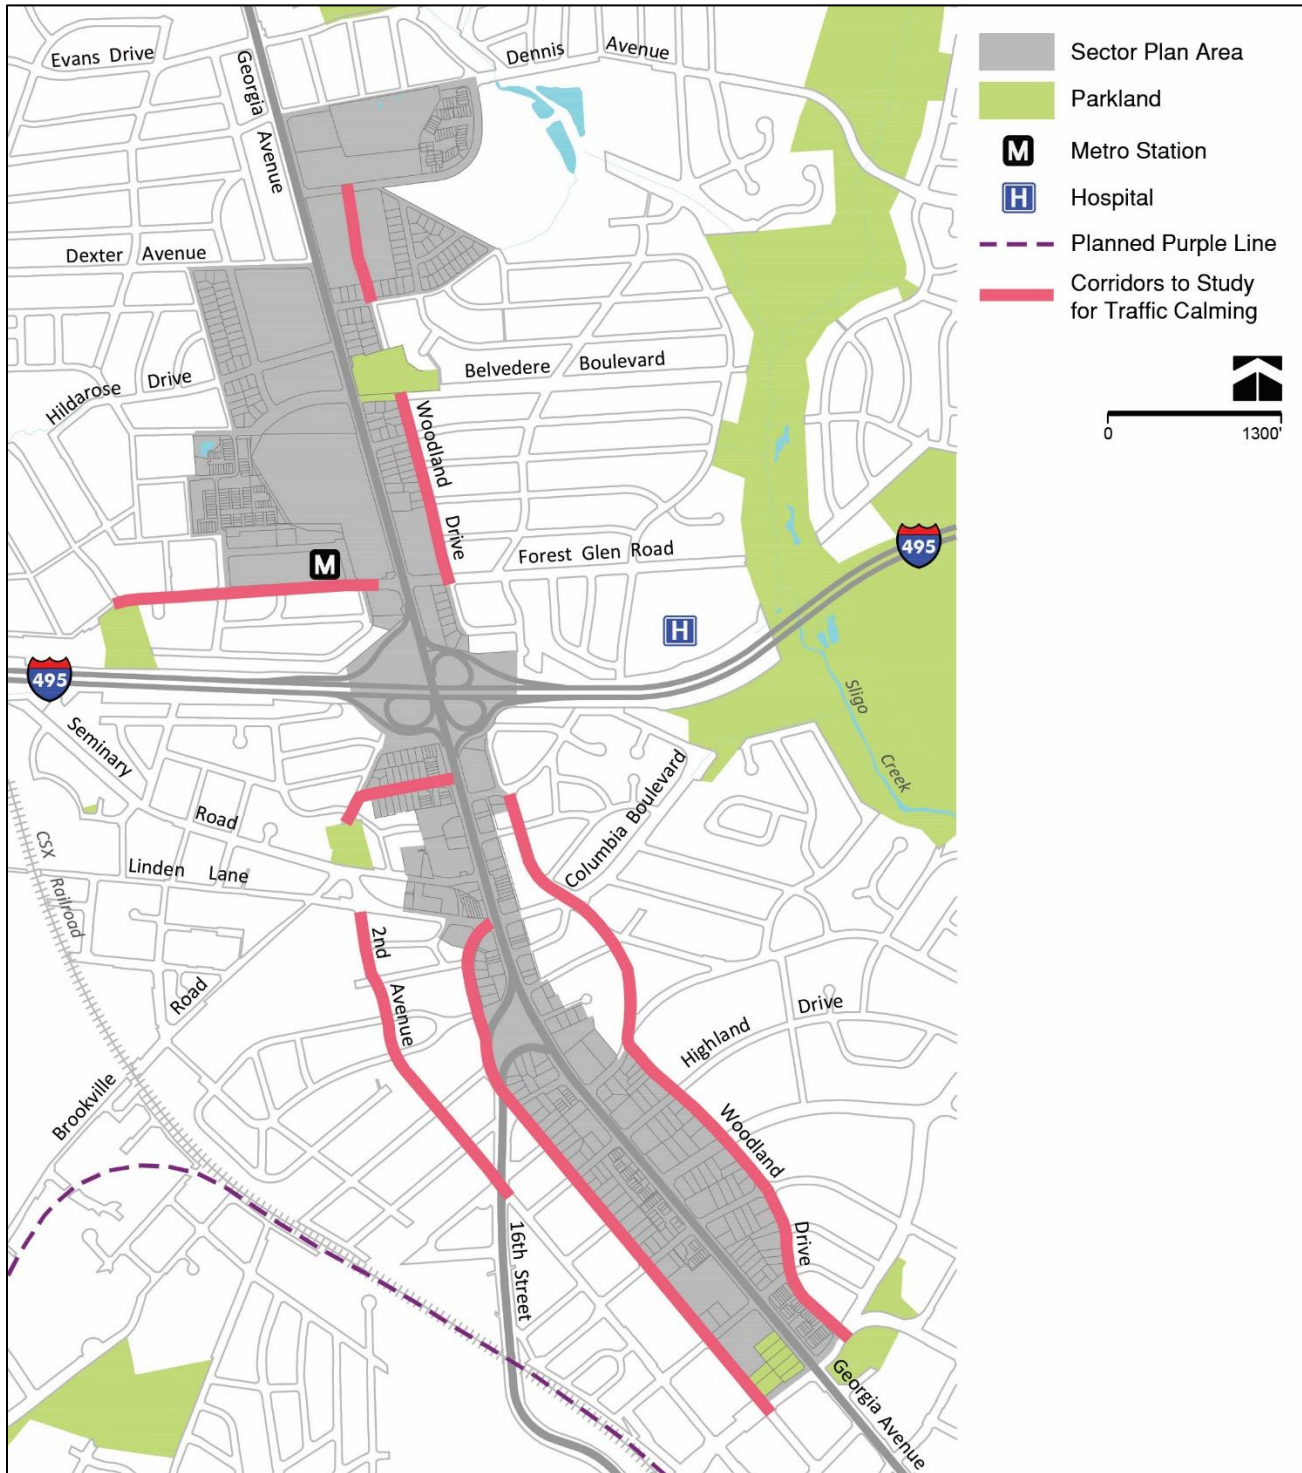 Evans Drive
Georgia Avenue
Dennis Avenue
Dexter Avenue
Hildarose Drive
Belvedere Boulevard
Woodland Drive
M
Forest Glen Road
495
H
495
Seminary Road
Sligo Creek
Columbia Boulevard
CSX Railroad
Linden Lane
2nd Avenue
Brookville Road
Highland Drive
Woodland Drive
16th Street
Georgia Avenue
Sector Plan Area
Parkland
M Metro Station
H Hospital
Planned Purple Line
Corridors to Study
for Traffic Calming
0 1300'